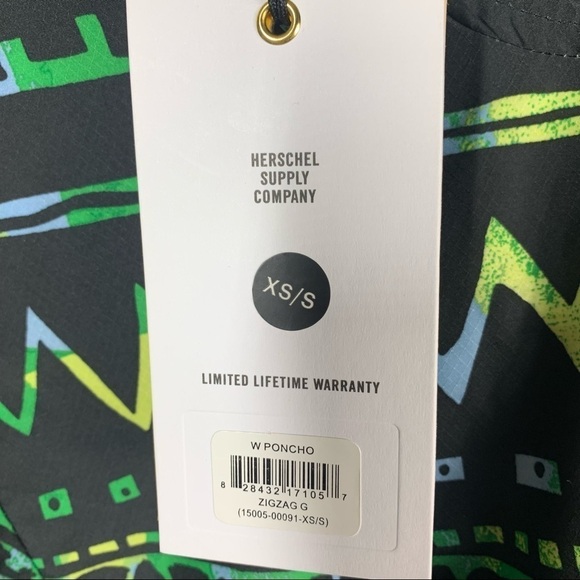 HERSCHEL
SUPPLY
COMPANY
XS/S
LIMITED LIFETIME WARRANTY
W PONCHO
8 28432 17105 7
ZIGZAG G
(15005-00091-XS/S)